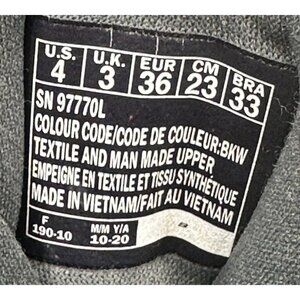 U.S. U.K. EUR CM BRA
4 3 36 23 33
SN 97770L
COLOUR CODE/CODE DE COULEUR:BKW
TEXTILE AND MAN MADE UPPER
EMPEIGNE EN TEXTILE ET TISSU SYNTHÉTIQUE
MADE IN VIETNAM/FAIT AU VIETNAM
F M/M Y/A
190-10 10-20